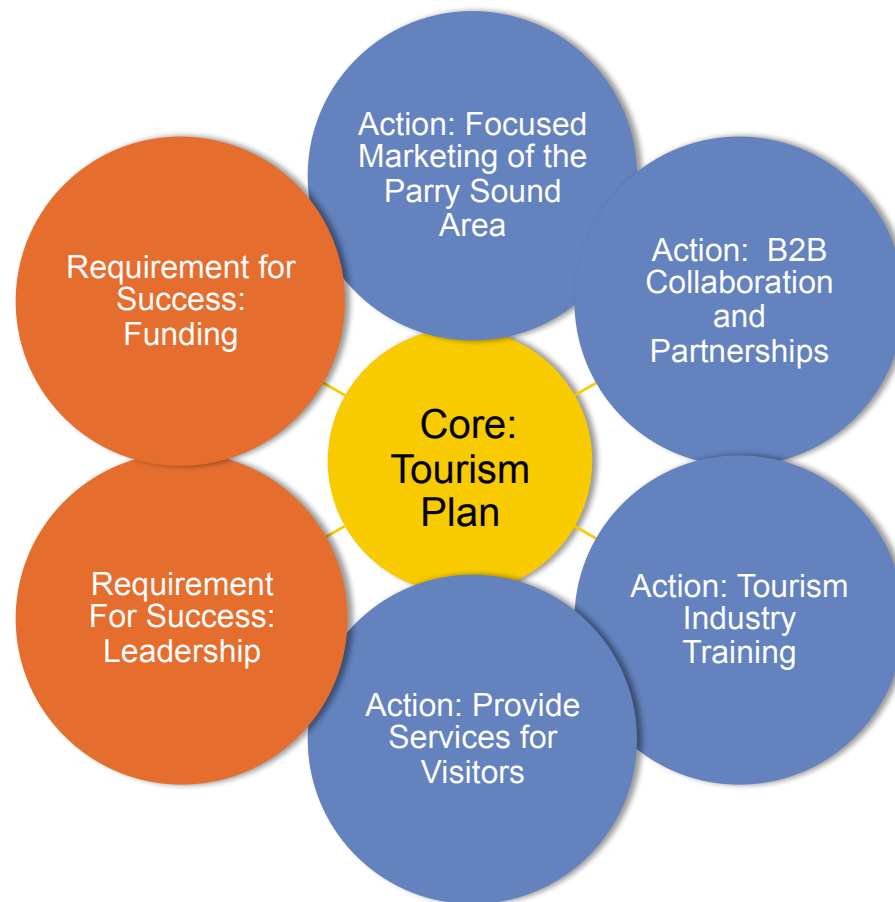 Action: Focused
Marketing of the
Parry Sound
Area
Action:  B2B
Collaboration
and
Partnerships
Action: Tourism
Industry
Training
Action: Provide
Services for
Visitors
Requirement
For Success:
Leadership
Requirement for
Success:
Funding
Core:
Tourism
Plan